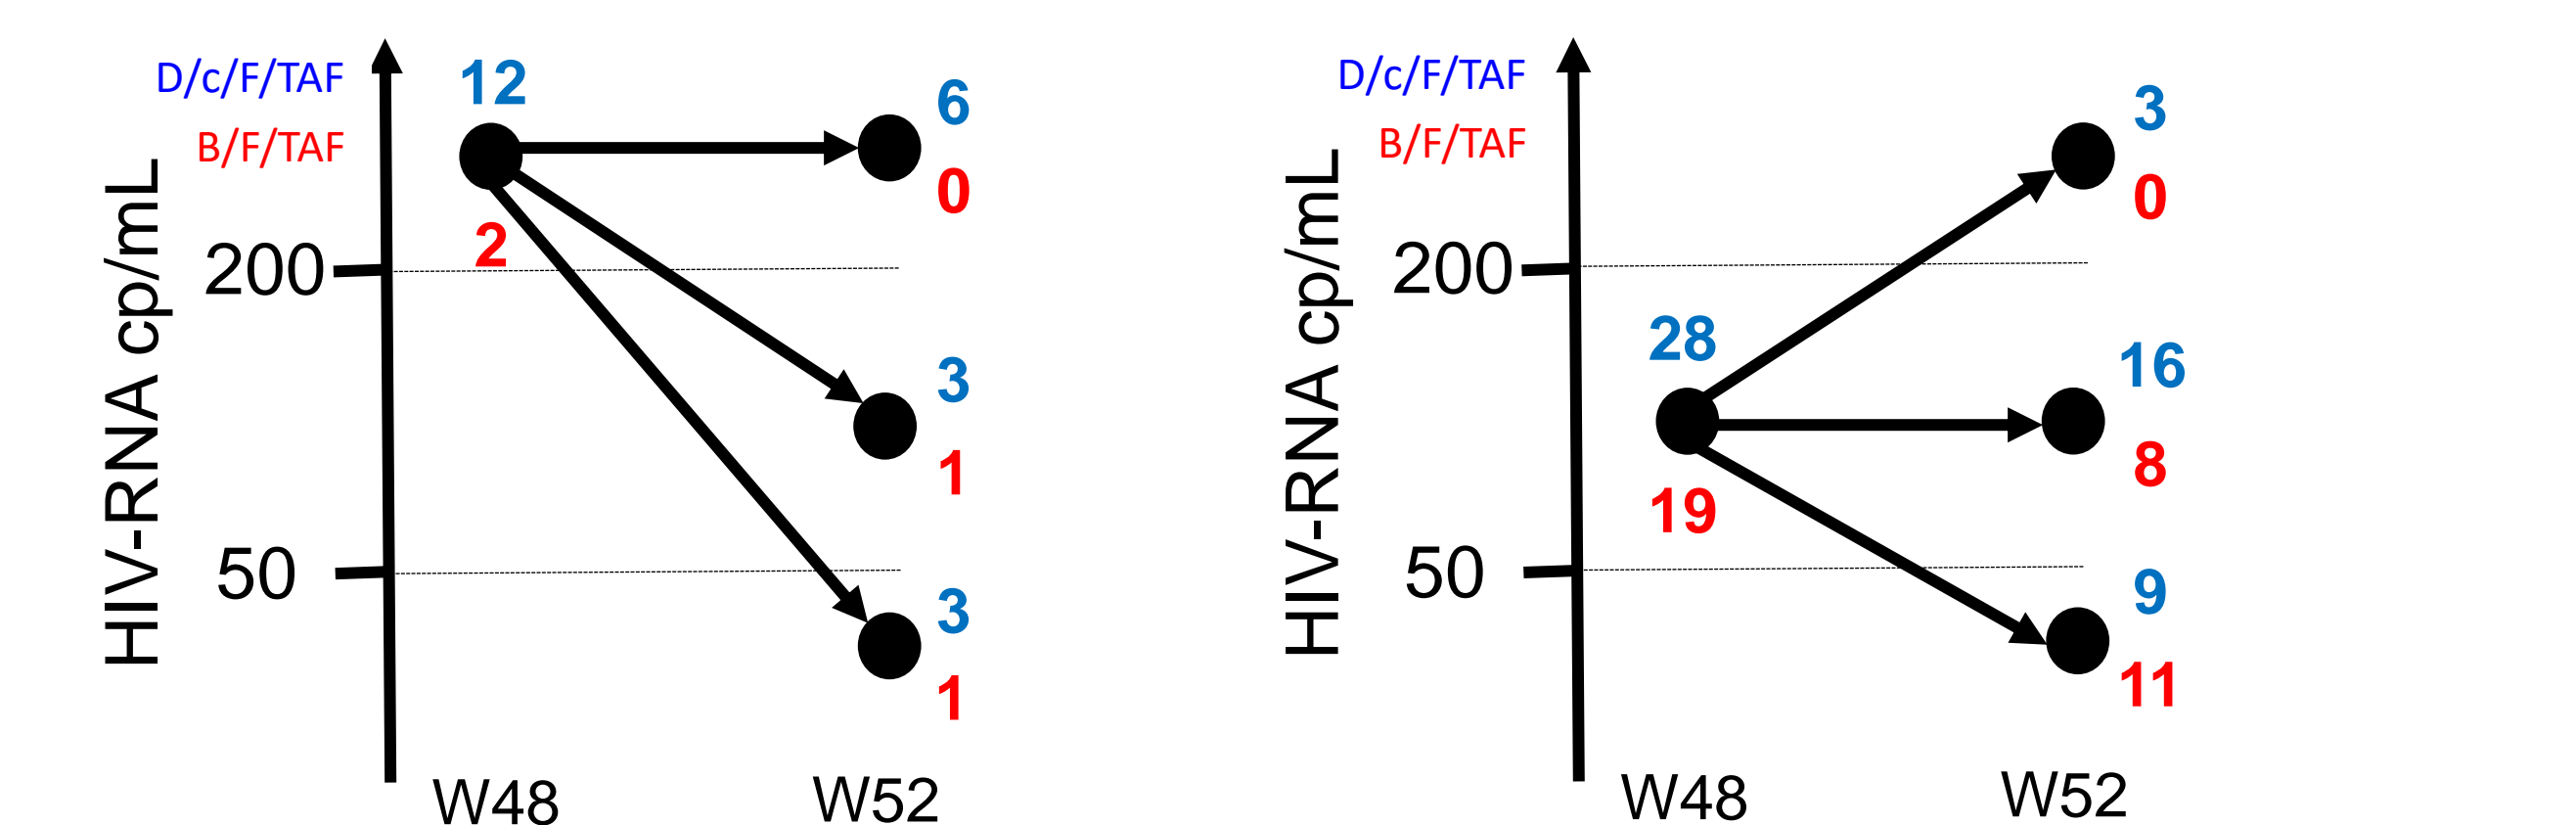 D/c/F/TAF
B/F/TAF
HIV-RNA cp/mL
200
50
12
2
6
0
3
1
3
1
W48
W52
D/c/F/TAF
B/F/TAF
HIV-RNA cp/mL
200
50
28
19
3
0
16
8
9
11
W48
W52